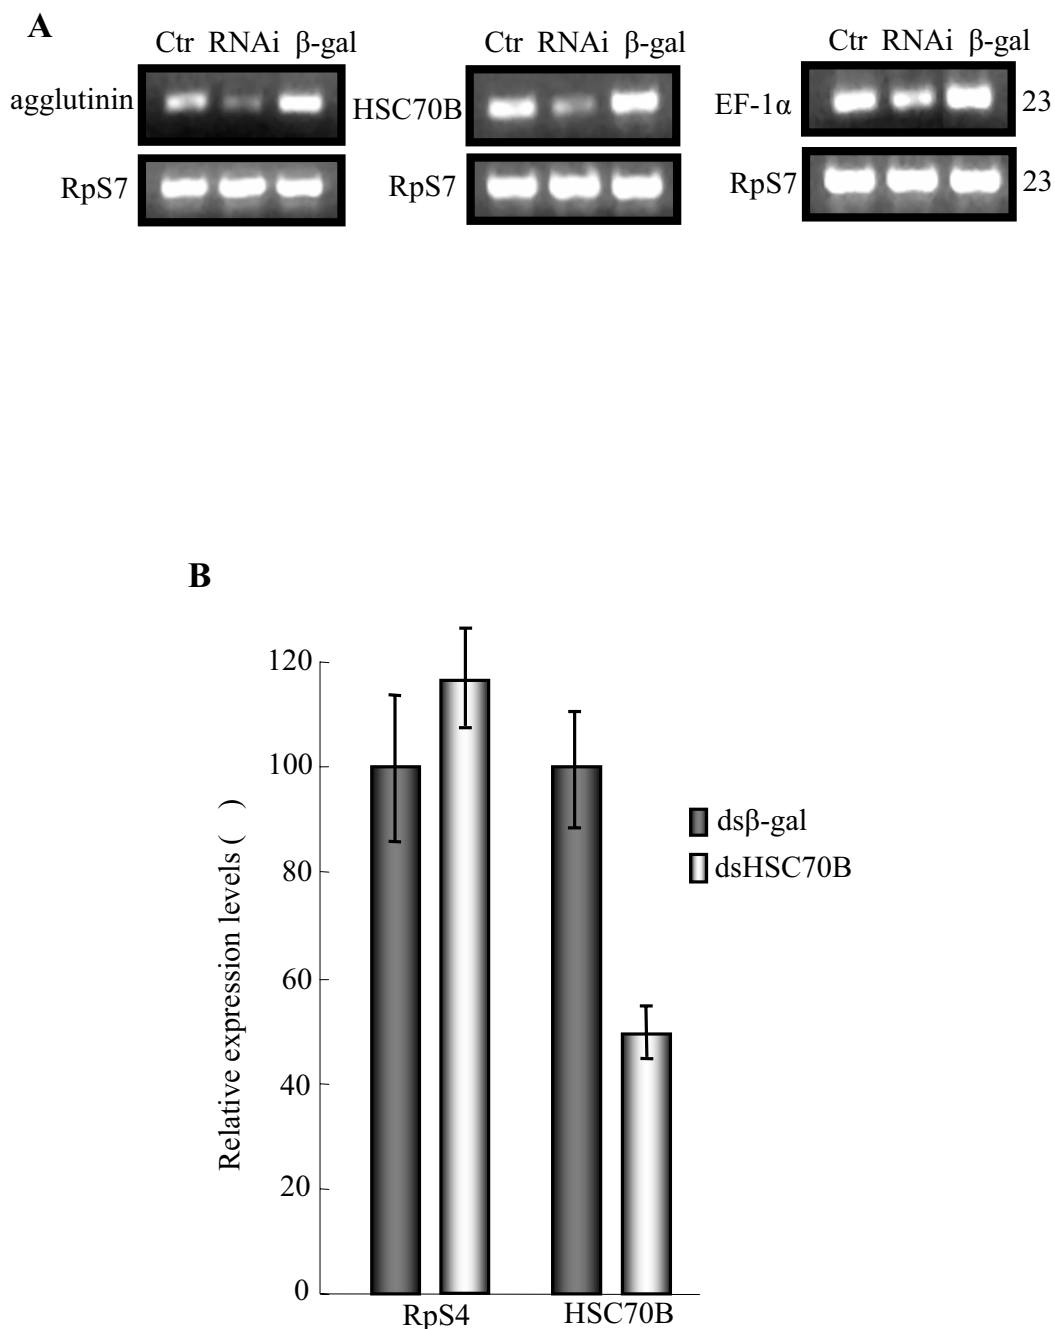 A
Ctr RNAi β-gal
agglutinin
RpS7
Ctr RNAi β-gal
HSC70B
RpS7
Ctr RNAi β-gal
EF-1α 23
RpS7 23
B
Relative expression levels ( )
120
100
80
60
40
20
0
dsβ-gal
dsHSC70B
RpS4 HSC70B